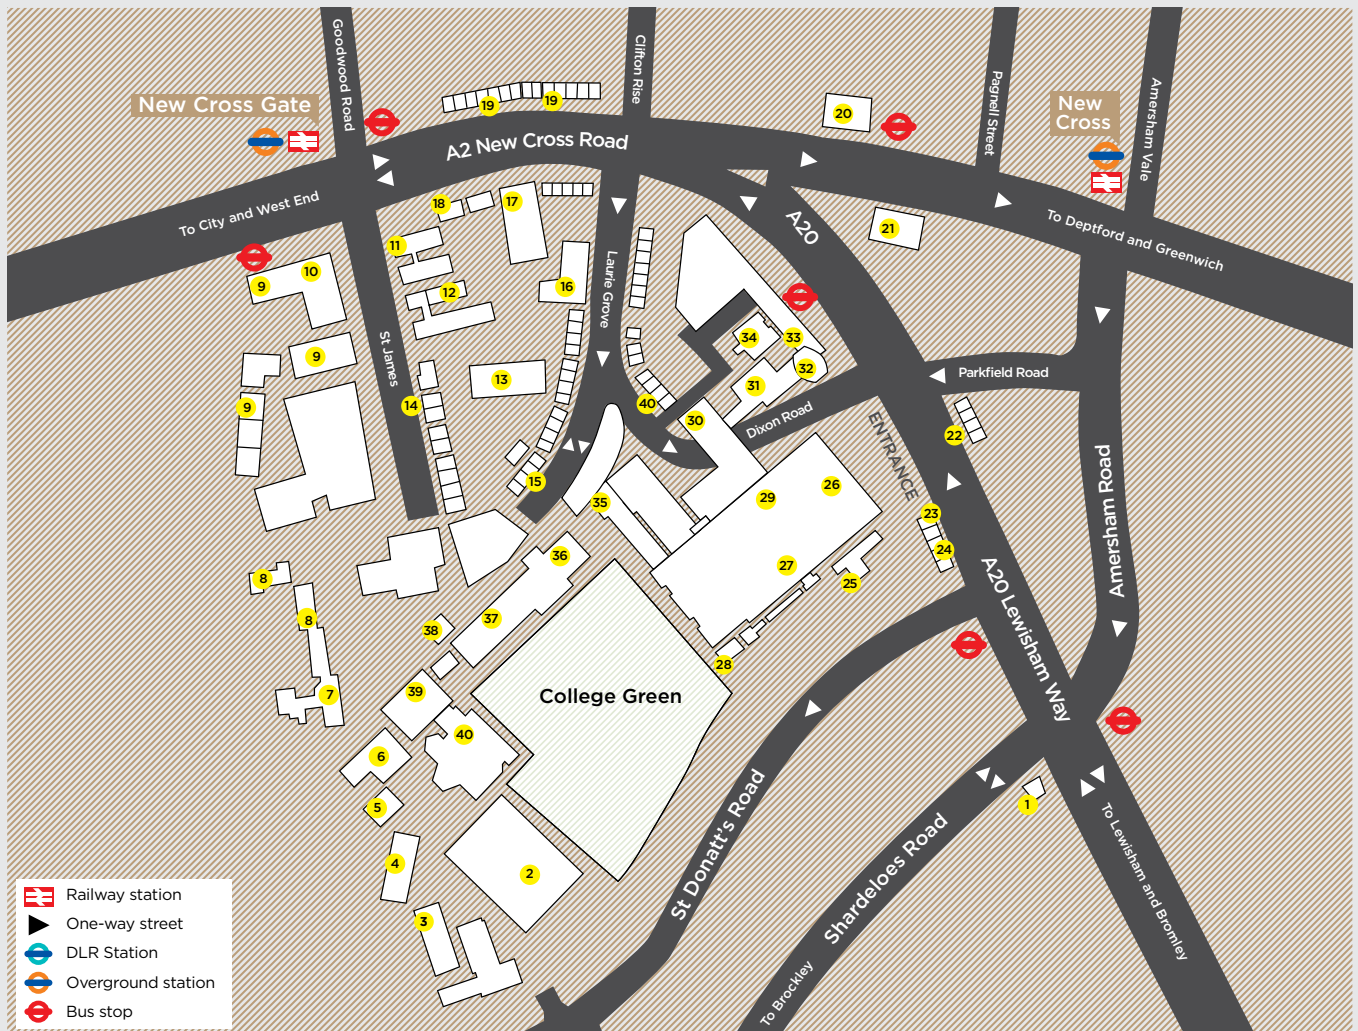 Goodwood Road
Clifton Rise
Pagnell Street
Amersham Vale
New Cross Gate
New
Cross
19
19
20
A2 New Cross Road
To City and West End
18
17
21
To Deptford and Greenwich
A20
11
10
9
12
16
Laurie Grove
St James
9
34
33
32
31
13
14
9
40
30
Dixon Road
Parkfield Road
ENTRANCE
22
15
35
29
26
23
24
36
27
25
8
8
37
38
28
7
39
College Green
40
6
5
A20 Lewisham Way
Amersham Road
1
4
2
3
St Donatt's Road
Shardeloes Road
To Brockley
To Lewisham and Bromley
Railway station
One-way street
DLR Station
Overground station
Bus stop